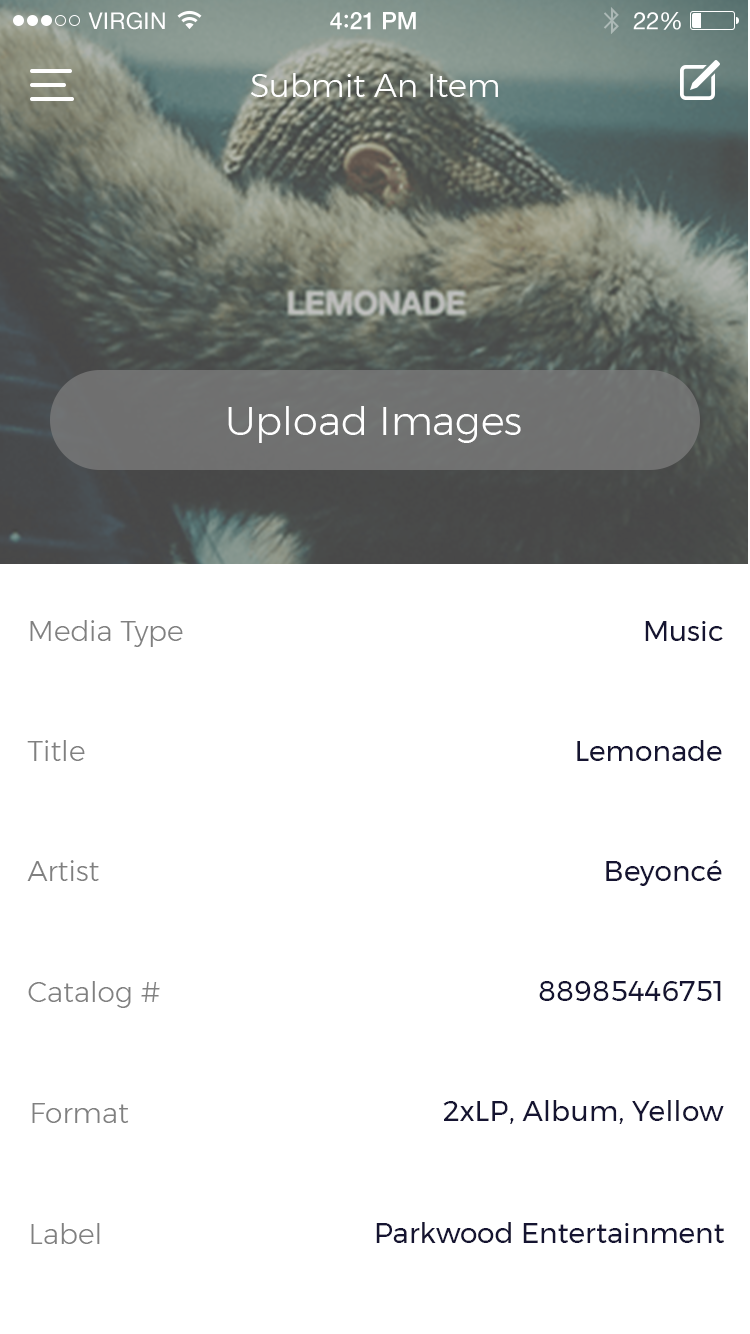 VIRGIN 4:21 PM 22%
Submit An Item
LEMONADE
Upload Images
Media Type Music
Title Lemonade
Artist Beyoncé
Catalog # 88985446751
Format 2xLP, Album, Yellow
Label Parkwood Entertainment